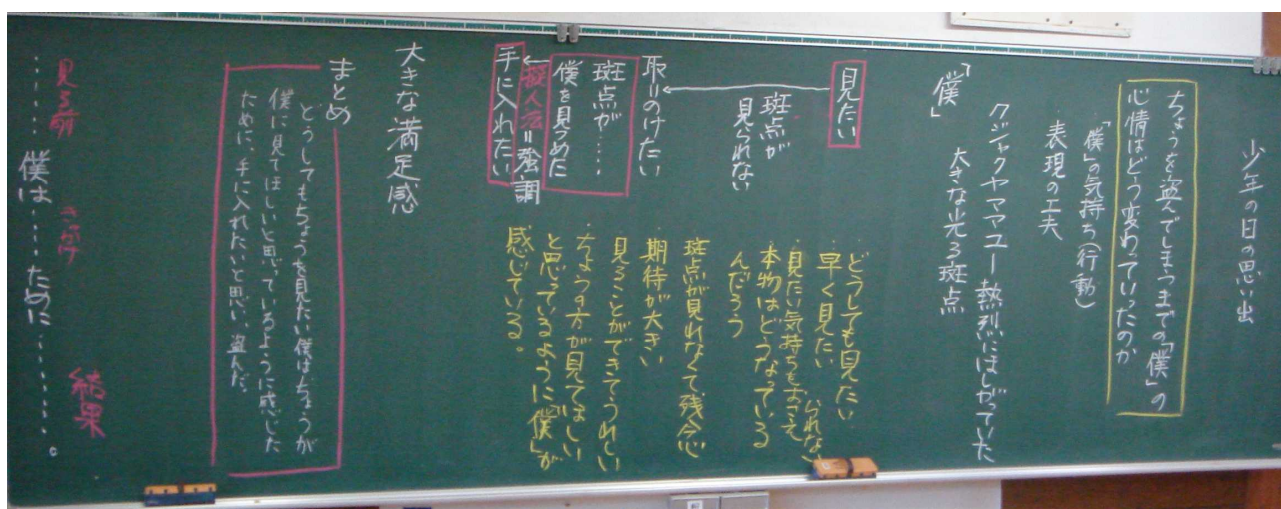 少年の日の思い出
ちょうを盗んでしまうまでの「僕」の
心情はどう変わっていったのか
表現の工夫
「僕」の気持ち(行動)
クジャクヤママユー熱烈にほしがっていた
大きな光る斑点
「僕」
見たい
斑点が
見られない
取りのけたい
斑点が・・・・
僕を見つめた
擬人法=強調
手に入れたい
・どうしても見たい
・早く見たい
・見たい気持ちをおさえ
られない
・本物はどうなっている
んだろう
斑点が見れなくて残念
・期待が大きい
・見ることができてうれしい
・ちょうの方が見てほしい
と思っているように「僕」が
感じている。
大きな満足感
まとめ
どうしてもちょうを見たい僕はちょうが
僕に見てほしいと思っているように感じた
ために、手に入れたいと思い、盗んだ。
見る前
結果
僕は・・・・・ために・・・・・・。